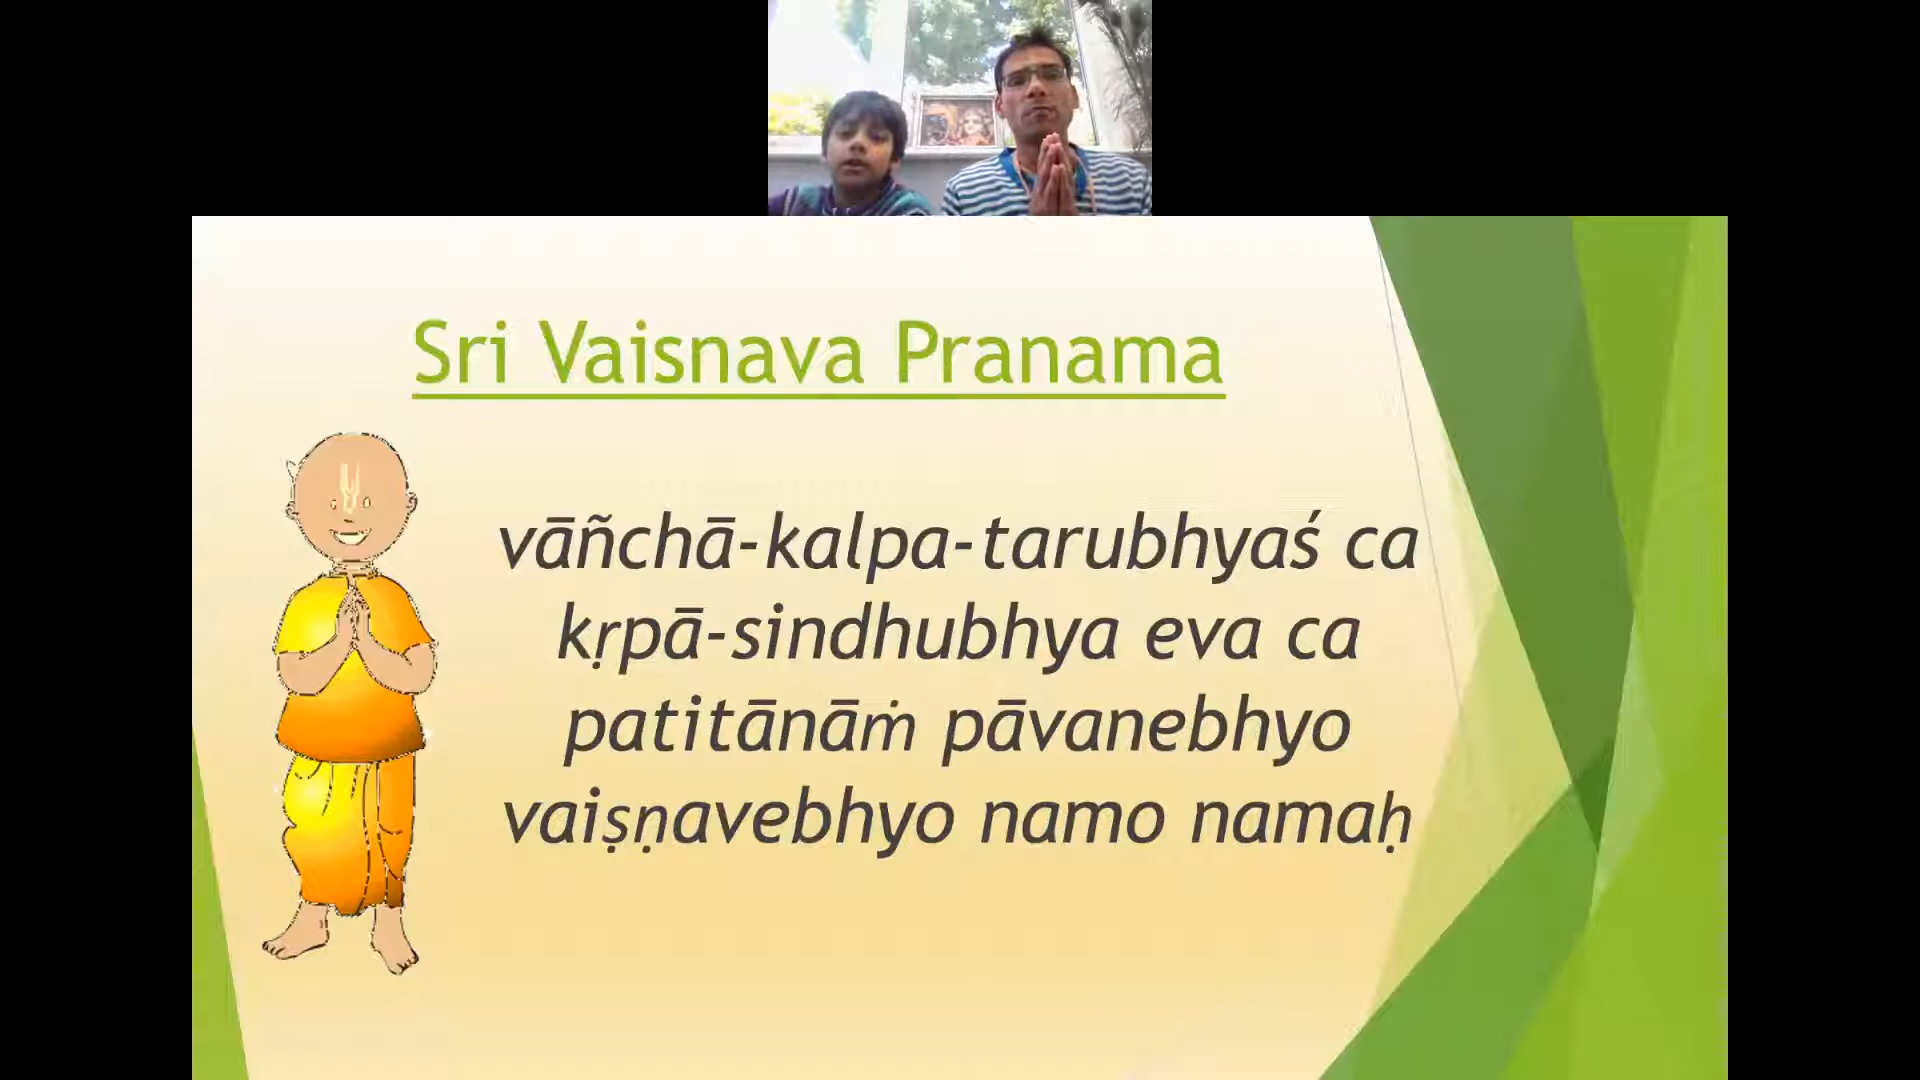 Sri Vaisnava Pranama
vāñchā-kalpa-tarubhyaś ca
kṛpā-sindhubhya eva ca
patitānāṁ pāvanebhyo
vaiṣṇavebhyo namo namaḥ